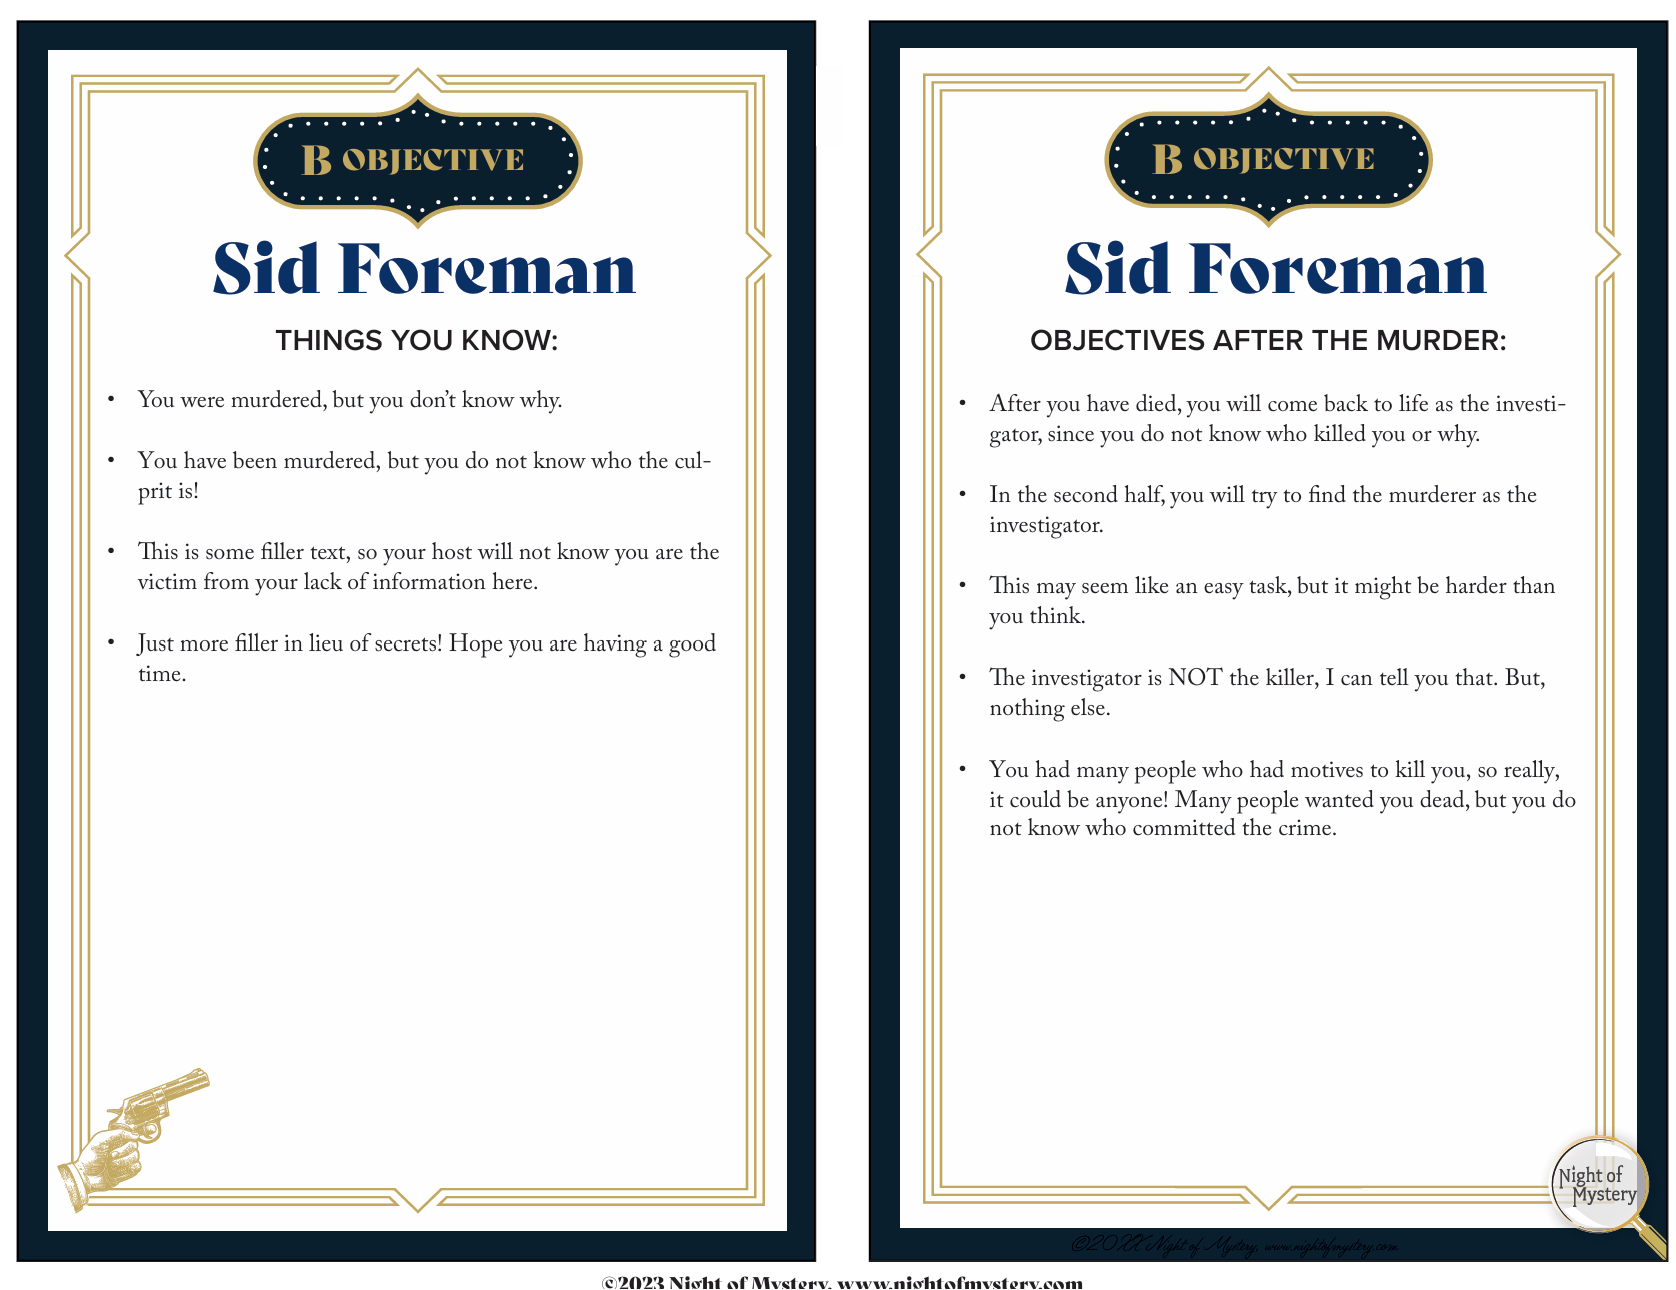 B OBJECTIVE
Sid Foreman
THINGS YOU KNOW:
• You were murdered, but you don’t know why.
• You have been murdered, but you do not know who the cul-
prit is!
• This is some filler text, so your host will not know you are the
victim from your lack of information here.
• Just more filler in lieu of secrets! Hope you are having a good
time.
B OBJECTIVE
Sid Foreman
OBJECTIVES AFTER THE MURDER:
• After you have died, you will come back to life as the investi-
gator, since you do not know who killed you or why.
• In the second half, you will try to find the murderer as the
investigator.
• This may seem like an easy task, but it might be harder than
you think.
• The investigator is NOT the killer, I can tell you that. But,
nothing else.
• You had many people who had motives to kill you, so really,
it could be anyone! Many people wanted you dead, but you do
not know who committed the crime.
Night of
Mystery
©20XX Night of Mystery, www.nightofmystery.com
©2023 Night of Mystery, www.nightofmystery.com